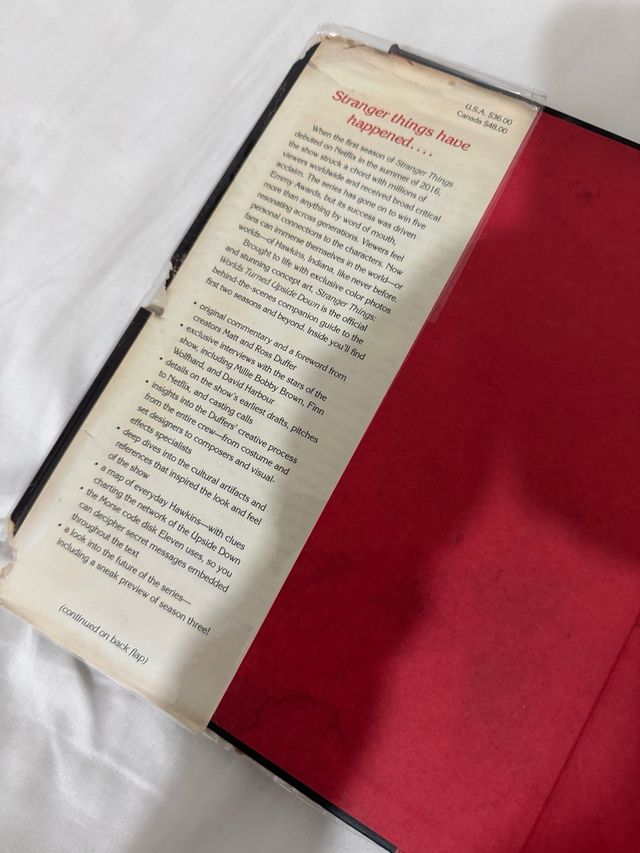 U.S.A. $36.00
Canada $48.00
Stranger things have
happened....
When the first season of Stranger Things
debuted on Netflix in the summer of 2016,
the show struck a chord with millions of
viewers worldwide and received broad critical
acclaim. The series has gone on to win five
Emmy Awards, but its success was driven
more than anything by word of mouth,
resonating across generations. Viewers feel
personal connections to the characters. Now
fans can immerse themselves in the world—or
worlds—of Hawkins, Indiana, like never before.
Brought to life with exclusive color photos
and stunning concept art, Stranger Things:
Worlds Turned Upside Down is the official
behind-the-scenes companion guide to the
first two seasons and beyond. Inside you'll find
• original commentary and a foreword from
creators Matt and Ross Duffer
• exclusive interviews with the stars of the
show, including Millie Bobby Brown, Finn
Wolfhard, and David Harbour
• details on the show's earliest drafts, pitches
to Netflix, and casting calls
• insights into the Duffers' creative process
from the entire crew—from costume and
set designers to composers and visual-
effects specialists
• deep dives into the cultural artifacts and
references that inspired the look and feel
of the show
• a map of everyday Hawkins—with clues
charting the network of the Upside Down
• the Morse code disk Eleven uses, so you
can decipher secret messages embedded
throughout the text
• a look into the future of the series—
including a sneak preview of season three!
(continued on back flap)